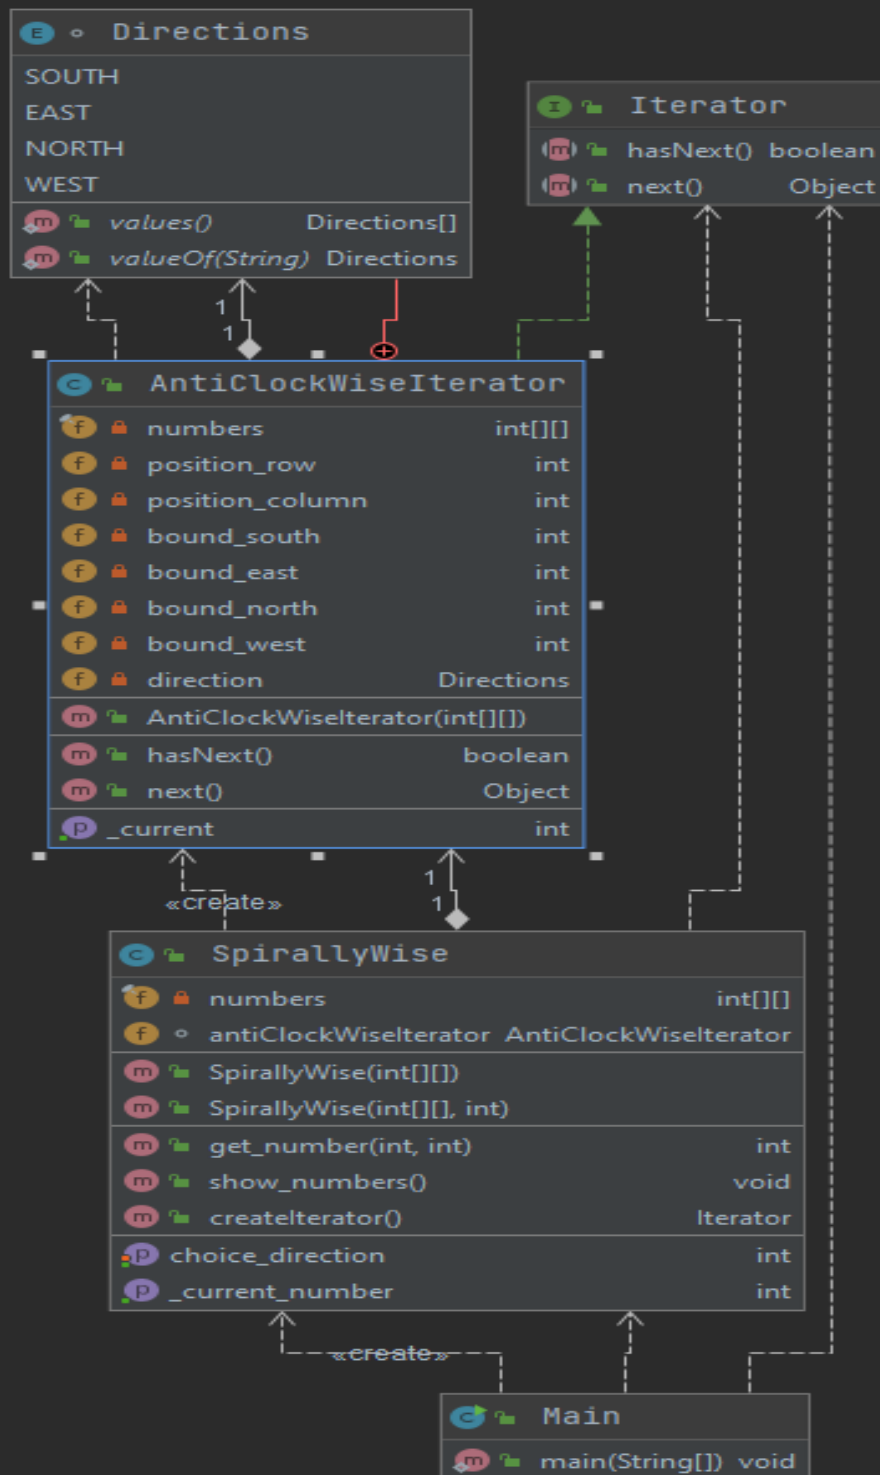 Directions
SOUTH
EAST
NORTH
WEST
values() Directions[]
valueOf(String) Directions
Iterator
hasNext() boolean
next() Object
1
1
AntiClockWiseIterator
numbers int[][]
position_row int
position_column int
bound_south int
bound_east int
bound_north int
bound_west int
direction Directions
AntiClockWiseIterator(int[][])
hasNext() boolean
next() Object
_current int
«create»
1
1
SpirallyWise
numbers int[][]
antiClockWiseIterator AntiClockWiseIterator
SpirallyWise(int[][])
SpirallyWise(int[][], int)
get_number(int, int) int
show_numbers() void
createIterator() Iterator
choice_direction int
_current_number int
«create»
Main
main(String[]) void